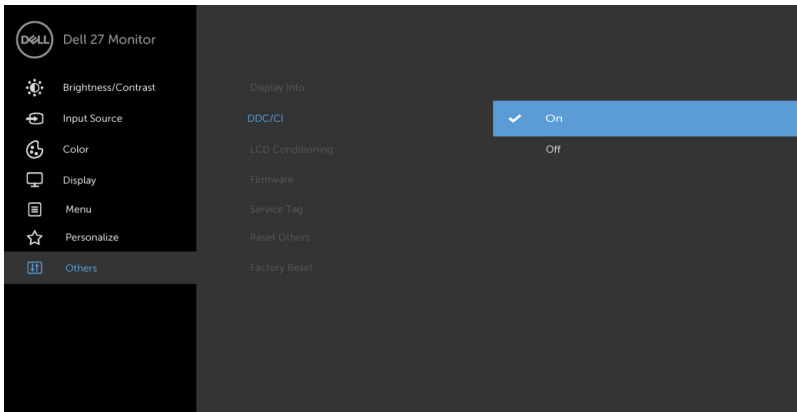 DELL Dell 27 Monitor
Brightness/Contrast
Display Info
Input Source
DDC/CI
On
Color
LCD Conditioning
Off
Display
Firmware
Menu
Service Tag
Personalize
Reset Others
Others
Factory Reset